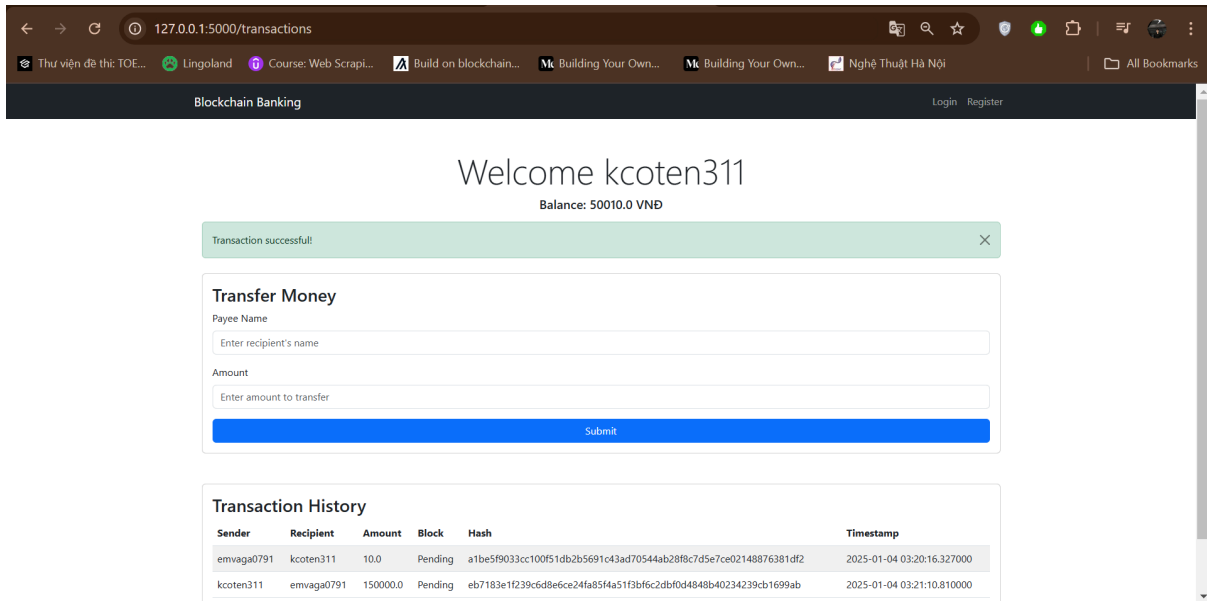 127.0.0.1:5000/transactions
Thư viện đề thi: TOE... Lingoland Course: Web Scrapi... Build on blockchain... Building Your Own... Building Your Own... Nghệ Thuật Hà Nội All Bookmarks
Blockchain Banking Login Register
Welcome kcoten311
Balance: 50010.0 VNĐ
Transaction successful!
Transfer Money
Payee Name
Enter recipient's name
Amount
Enter amount to transfer
Submit
Transaction History
Sender Recipient Amount Block Hash Timestamp
emvaga0791 kcoten311 10.0 Pending a1be5f9033cc100f51db2b5691c43ad70544ab28f8c7d5e7ce02148876381df2 2025-01-04 03:20:16.327000
kcoten311 emvaga0791 150000.0 Pending eb7183e1f239c6d8e6ce24fa85f4a51f3bf6c2dbf0d4848b40234239cb1699ab 2025-01-04 03:21:10.810000